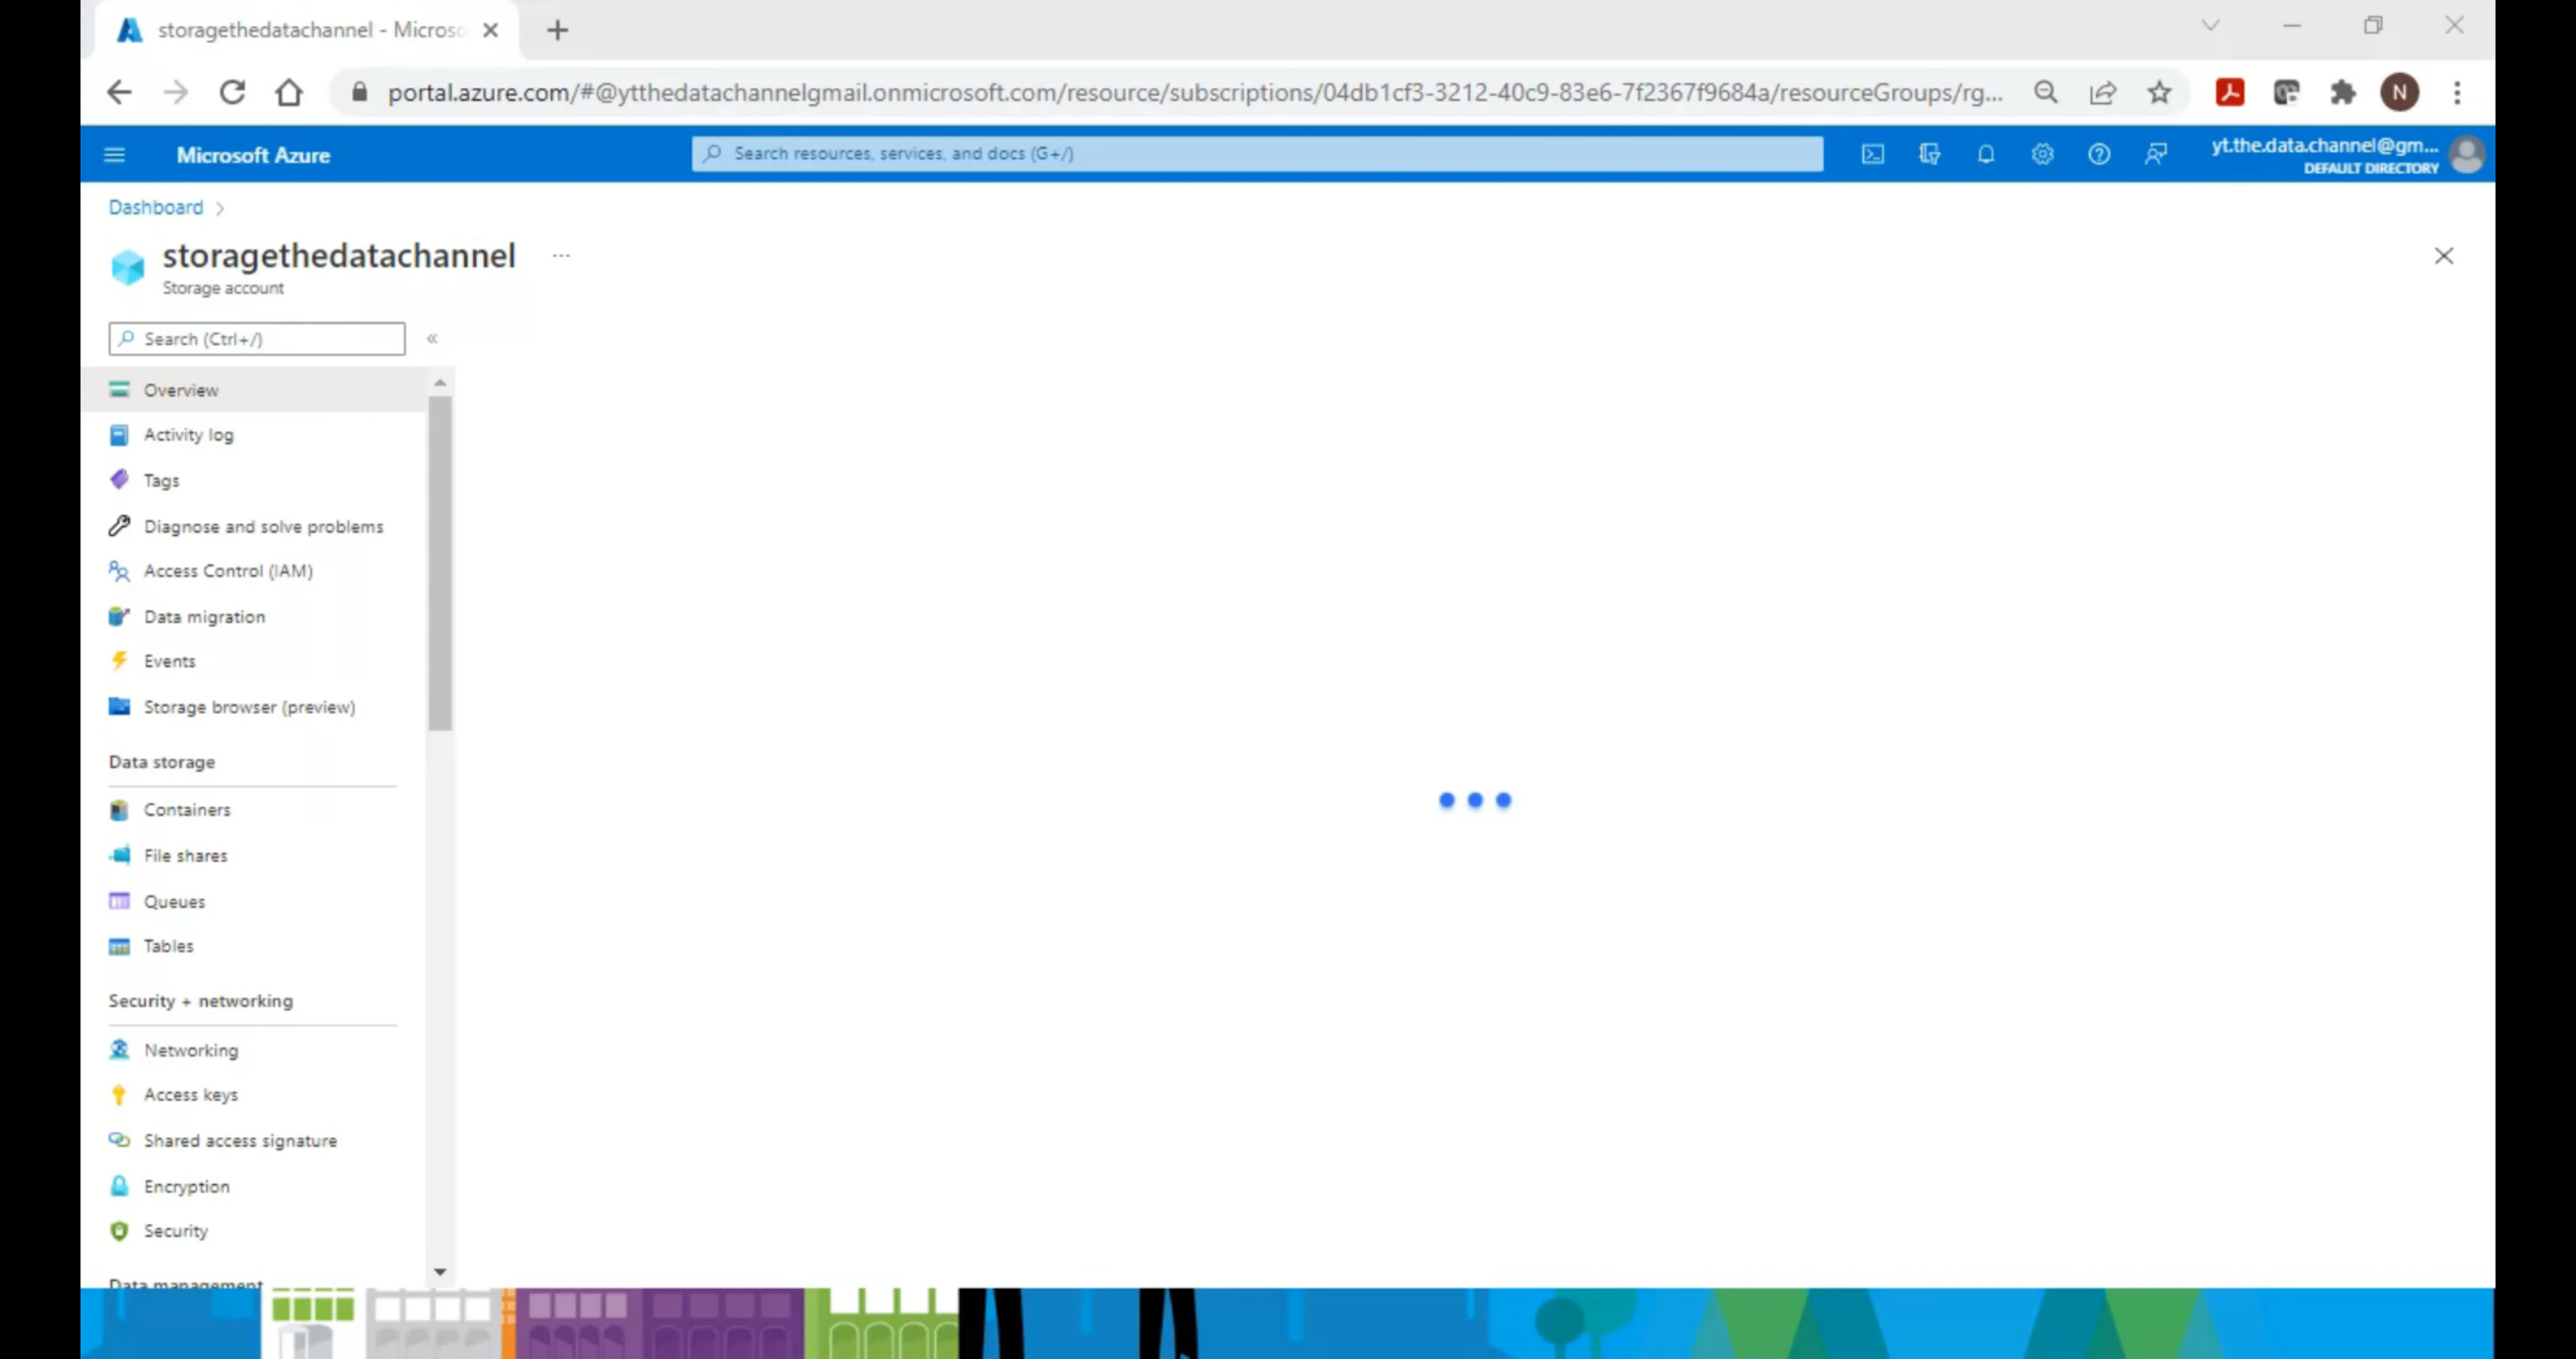 storagethedatachannel - Microso
portal.azure.com/#@ytthedatachannelgmail.onmicrosoft.com/resource/subscriptions/04db1cf3-3212-40c9-83e6-7f2367f9684a/resourceGroups/rg...
N
Microsoft Azure
Search resources, services, and docs (G+/)
yt.the.data.channel@gm...
DEFAULT DIRECTORY
Dashboard
storagethedatachannel
Storage account
Search (Ctrl+/)
Overview
Activity log
Tags
Diagnose and solve problems
Access Control (IAM)
Data migration
Events
Storage browser (preview)
Data storage
Containers
File shares
Queues
Tables
Security + networking
Networking
Access keys
Shared access signature
Encryption
Security
Data management